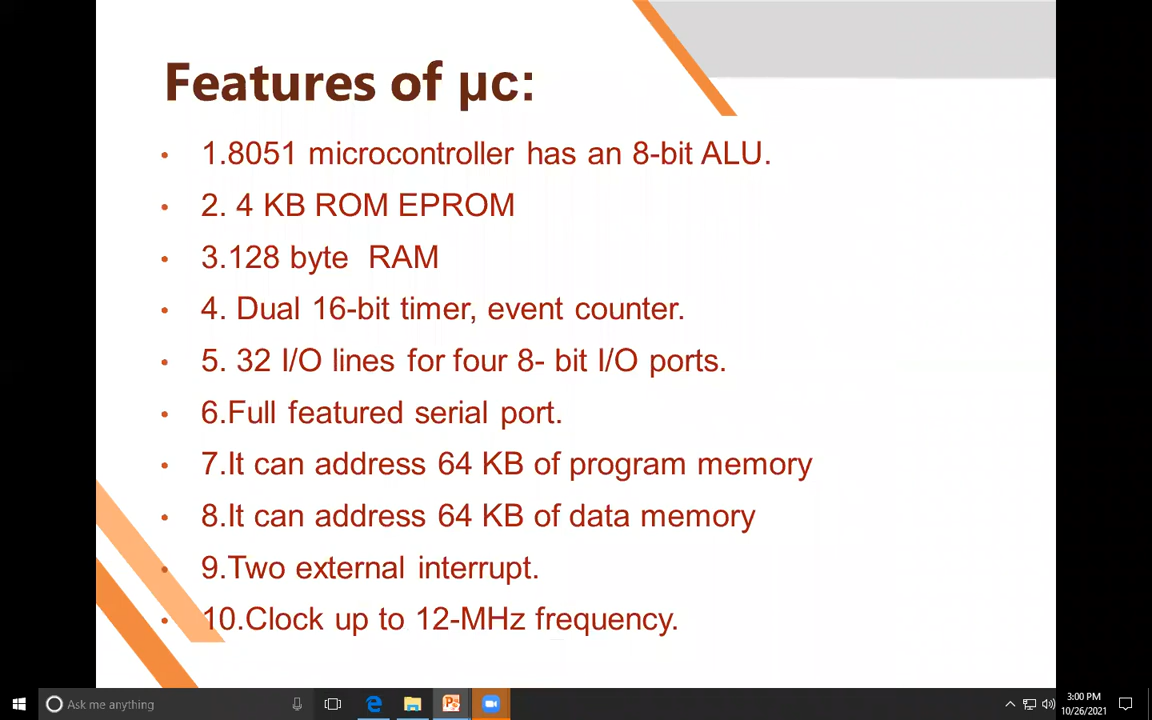 Features of µc:
• 1.8051 microcontroller has an 8-bit ALU.
• 2. 4 KB ROM EPROM
• 3.128 byte  RAM
• 4. Dual 16-bit timer, event counter.
• 5. 32 I/O lines for four 8- bit I/O ports.
• 6.Full featured serial port.
• 7.It can address 64 KB of program memory
• 8.It can address 64 KB of data memory
• 9.Two external interrupt.
• 10.Clock up to 12-MHz frequency.
Ask me anything
3:00 PM
10/26/2021